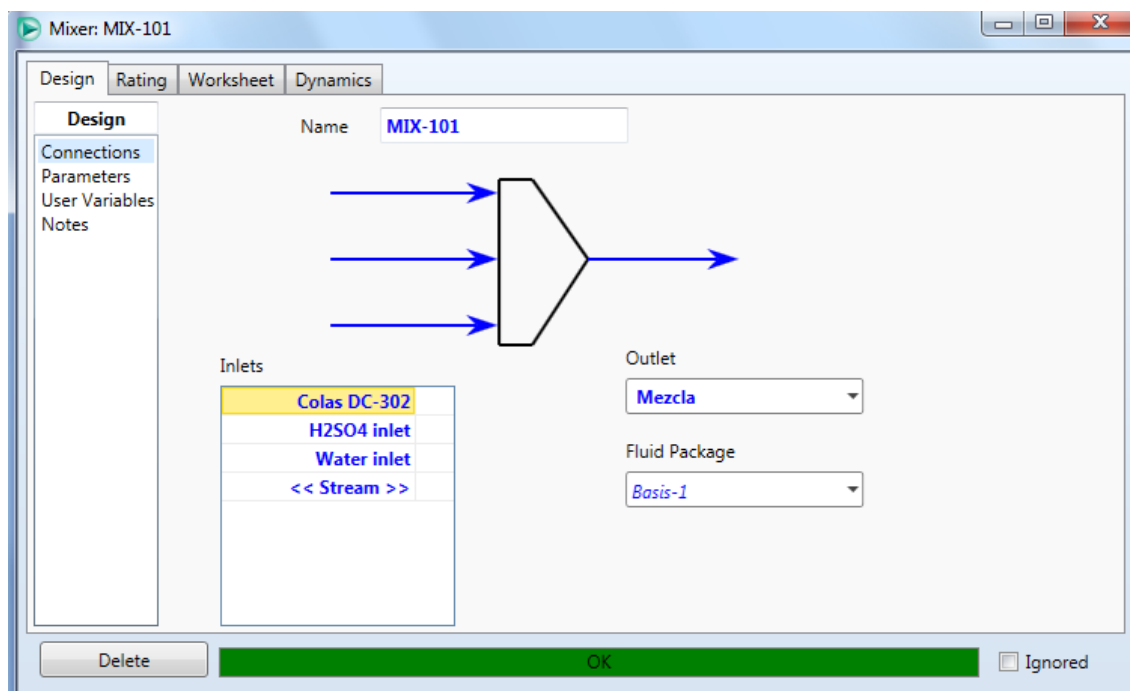 Mixer: MIX-101
Design Rating Worksheet Dynamics
Design
Connections
Parameters
User Variables
Notes
Name MIX-101
Inlets
Colas DC-302
H2SO4 inlet
Water inlet
<< Stream >>
Outlet
Mezcla
Fluid Package
Basis-1
Delete
OK
Ignored